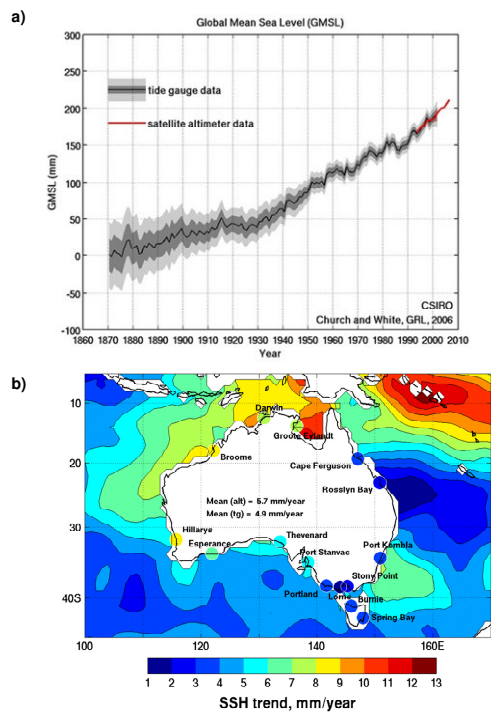 a)
Global Mean Sea Level (GMSL)
300
250
200
150
100
50
0
-50
-100
GMSL (mm)
tide gauge data
satellite altimeter data
CSIRO
Church and White, GRL, 2006
1860 1870 1880 1890 1900 1910 1920 1930 1940 1950 1960 1970 1980 1990 2000 2010
Year
b)
10
20
30
40S
Darwin
Groote Eylandt
Broome
Cape Ferguson
Rosslyn Bay
Mean (alt) = 5.7 mm/year
Mean (tg) = 4.9 mm/year
Hillarys
Esperance
Thevenard
Port Stanvac
Port Kembla
Stony Point
Portland
Lorne
Burnie
Spring Bay
100 120 140 160E
1 2 3 4 5 6 7 8 9 10 11 12 13
SSH trend, mm/year